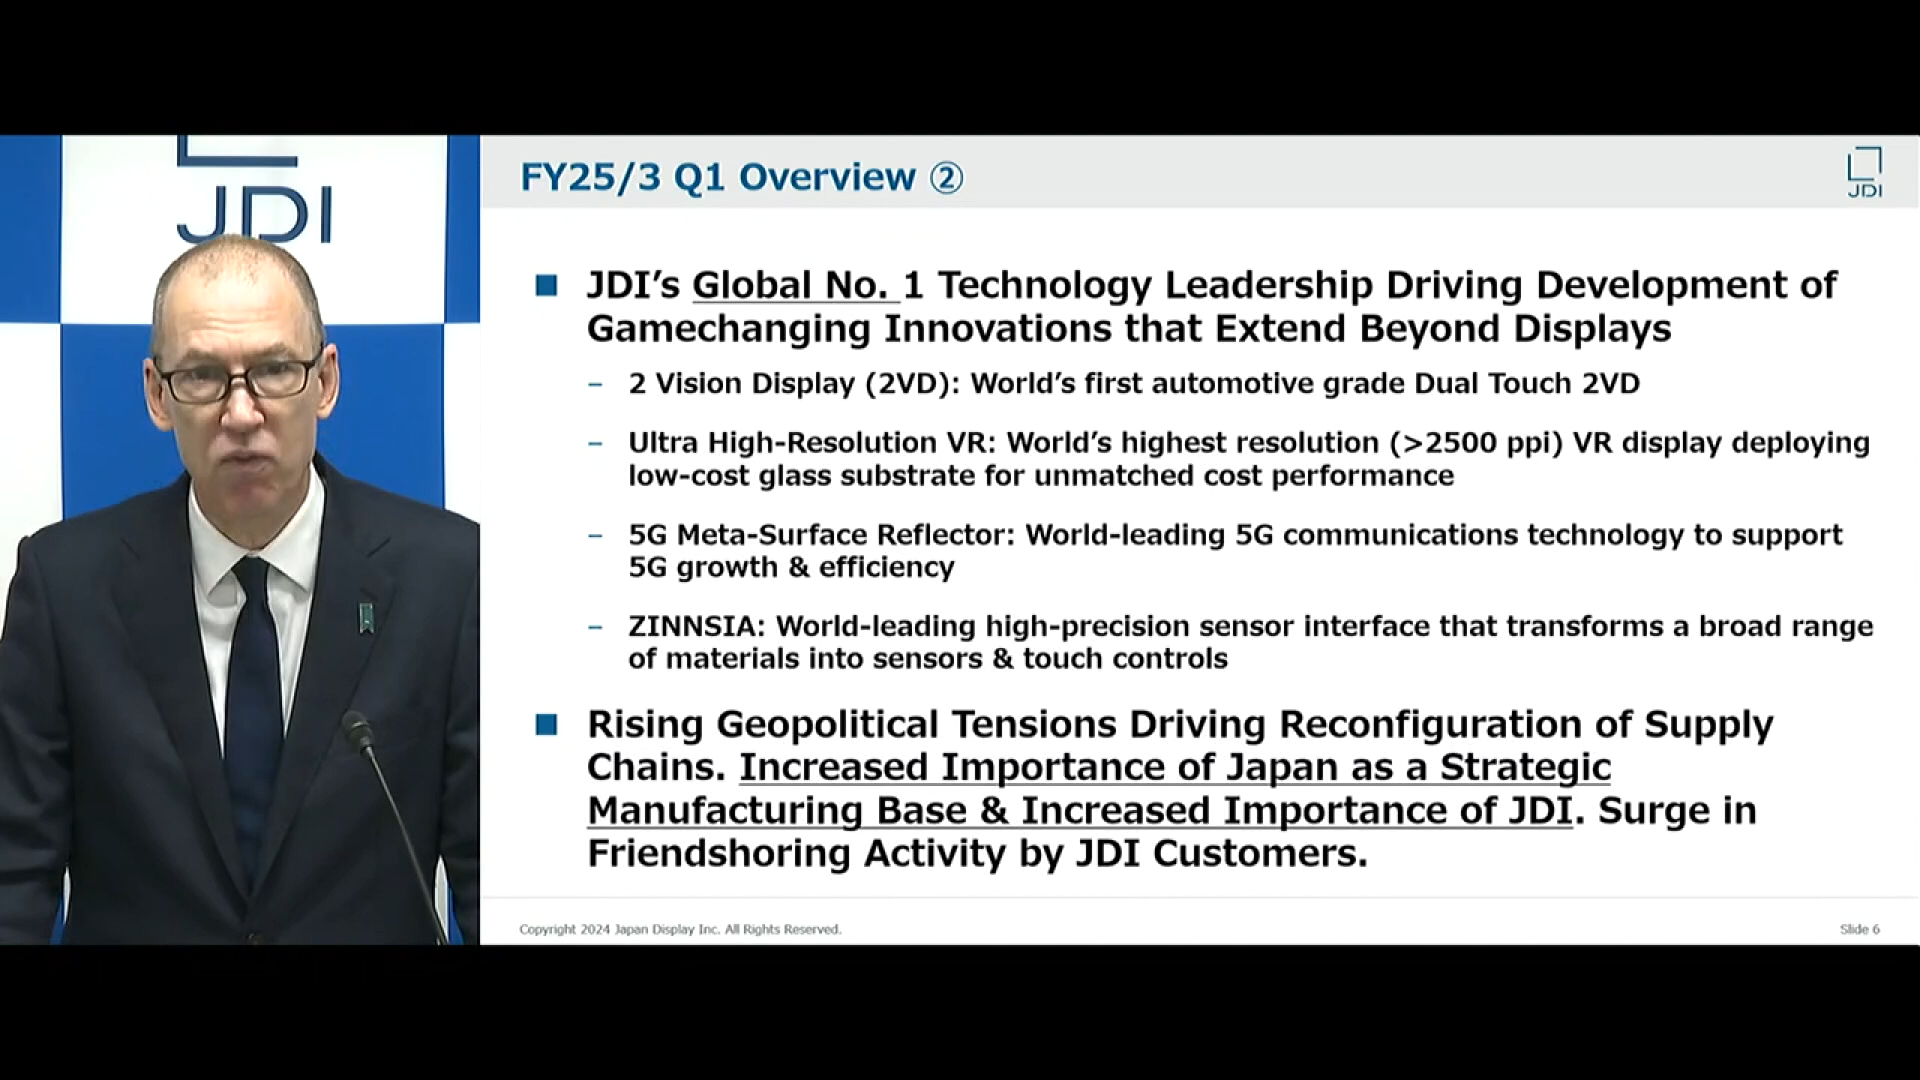 JDI
FY25/3 Q1 Overview ②
JDI
■ JDI’s Global No. 1 Technology Leadership Driving Development of
Gamechanging Innovations that Extend Beyond Displays
– 2 Vision Display (2VD): World’s first automotive grade Dual Touch 2VD
– Ultra High-Resolution VR: World’s highest resolution (>2500 ppi) VR display deploying
low-cost glass substrate for unmatched cost performance
– 5G Meta-Surface Reflector: World-leading 5G communications technology to support
5G growth & efficiency
– ZINNSIA: World-leading high-precision sensor interface that transforms a broad range
of materials into sensors & touch controls
■ Rising Geopolitical Tensions Driving Reconfiguration of Supply
Chains. Increased Importance of Japan as a Strategic
Manufacturing Base & Increased Importance of JDI. Surge in
Friendshoring Activity by JDI Customers.
Copyright 2024 Japan Display Inc. All Rights Reserved.
Slide 6